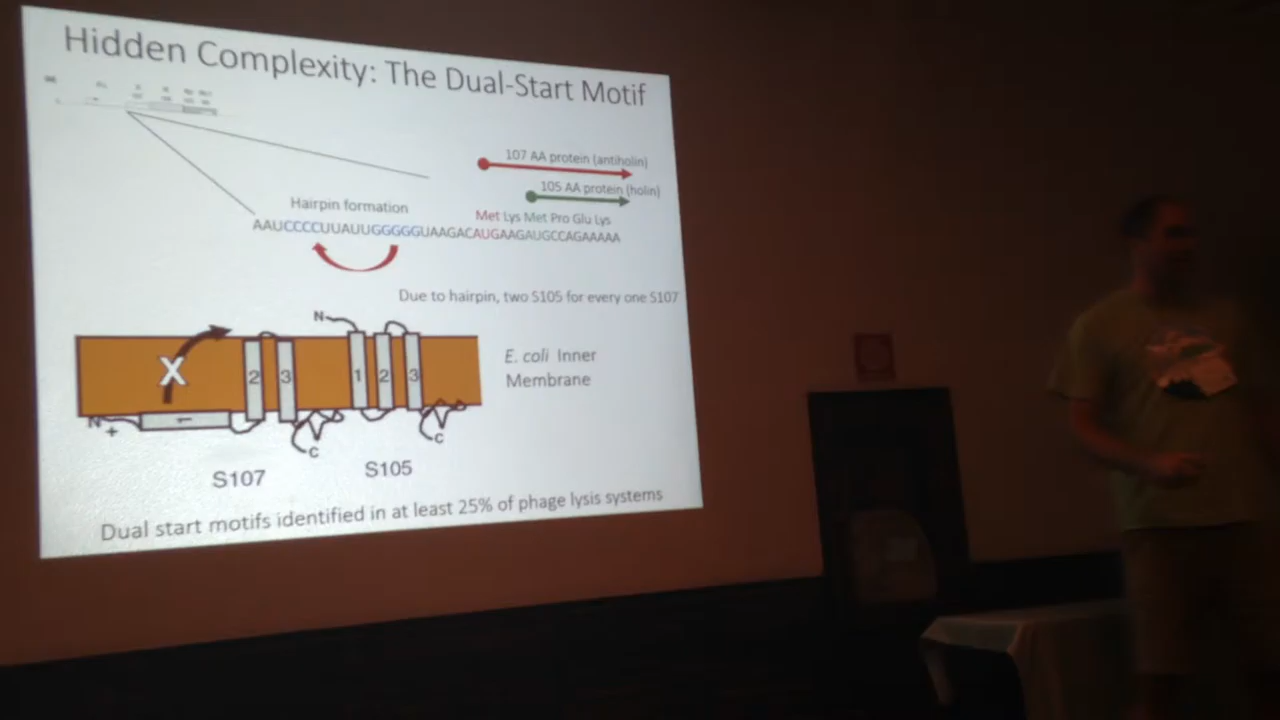 Hidden Complexity: The Dual-Start Motif
107 AA protein (antiholin)
105 AA protein (holin)
Hairpin formation
Met Lys Met Pro Glu Lys
AAUCCCCUUAUUGGGGGUAAGACAUGAAGAUGCCAGAAAAA
Due to hairpin, two S105 for every one S107
N
X
2
3
1
2
3
E. coli Inner
Membrane
N
+
1
C
C
S107
S105
Dual start motifs identified in at least 25% of phage lysis systems